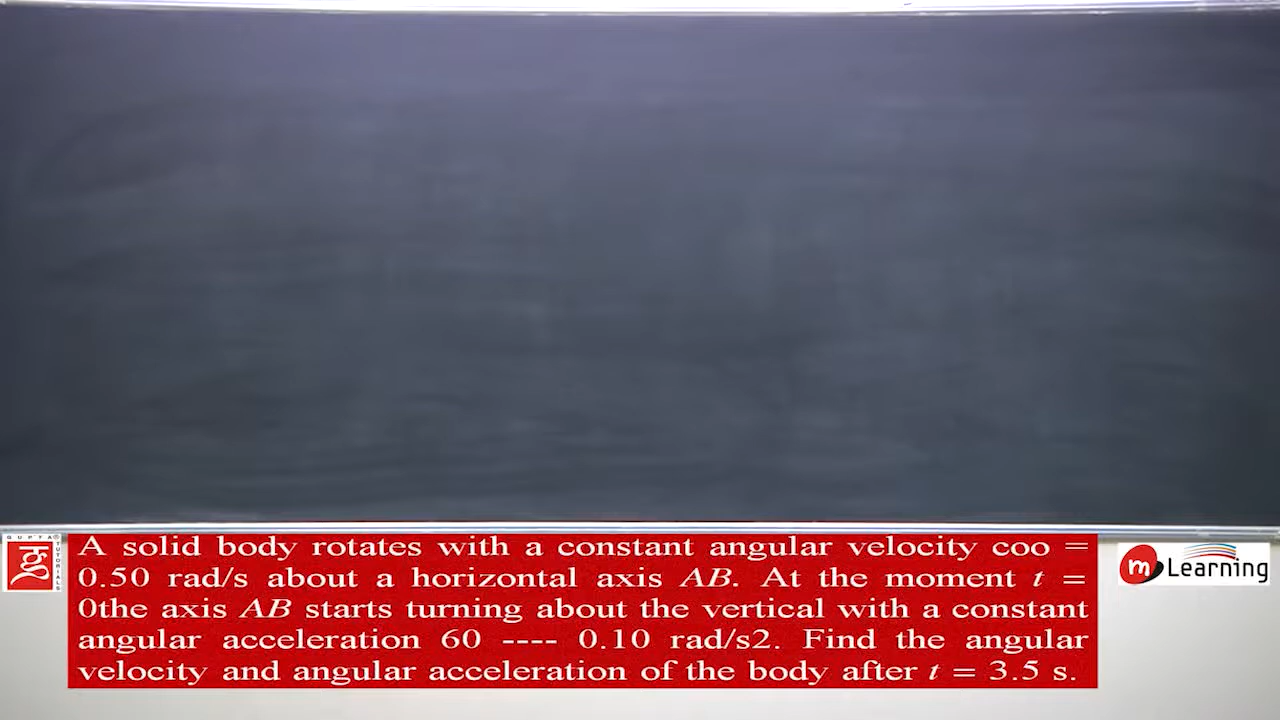 GUPTA
TUTORIALS
A solid body rotates with a constant angular velocity coo =
0.50 rad/s about a horizontal axis AB. At the moment t =
0the axis AB starts turning about the vertical with a constant
angular acceleration 60 ---- 0.10 rad/s2. Find the angular
velocity and angular acceleration of the body after t = 3.5 s.
m Learning